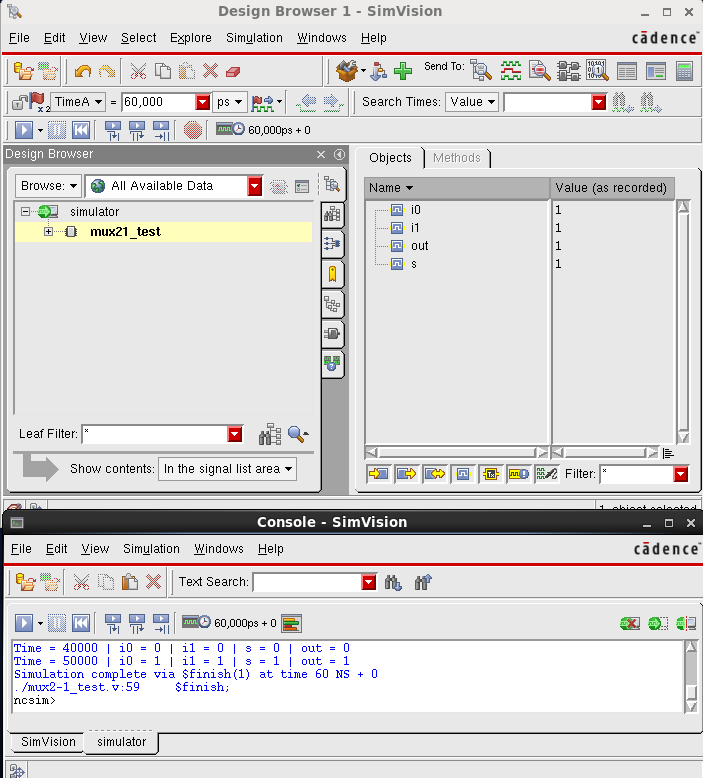 Design Browser 1 - SimVision
File Edit View Select Explore Simulation Windows Help cādence™
Send To:
x2 TimeA = 60,000 ps Search Times: Value
60,000ps + 0
Design Browser
Objects Methods
Browse: All Available Data
Name Value (as recorded)
simulator
mux21_test
i0 1
i1 1
out 1
s 1
Leaf Filter: *
Show contents: In the signal list area
Filter: *
1 object selected
Console - SimVision
File Edit View Simulation Windows Help cādence™
Text Search:
60,000ps + 0
Time = 40000 | i0 = 0 | i1 = 0 | s = 0 | out = 0
Time = 50000 | i0 = 1 | i1 = 1 | s = 1 | out = 1
Simulation complete via $finish(1) at time 60 NS + 0
./mux2-1_test.v:59 $finish;
ncsim>
SimVision simulator